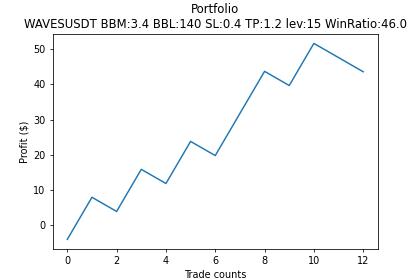 Portfolio
WAVESUSDT BBM:3.4 BBL:140 SL:0.4 TP:1.2 lev:15 WinRatio:46.0
50
40
30
20
10
0
Profit ($)
0 2 4 6 8 10 12
Trade counts